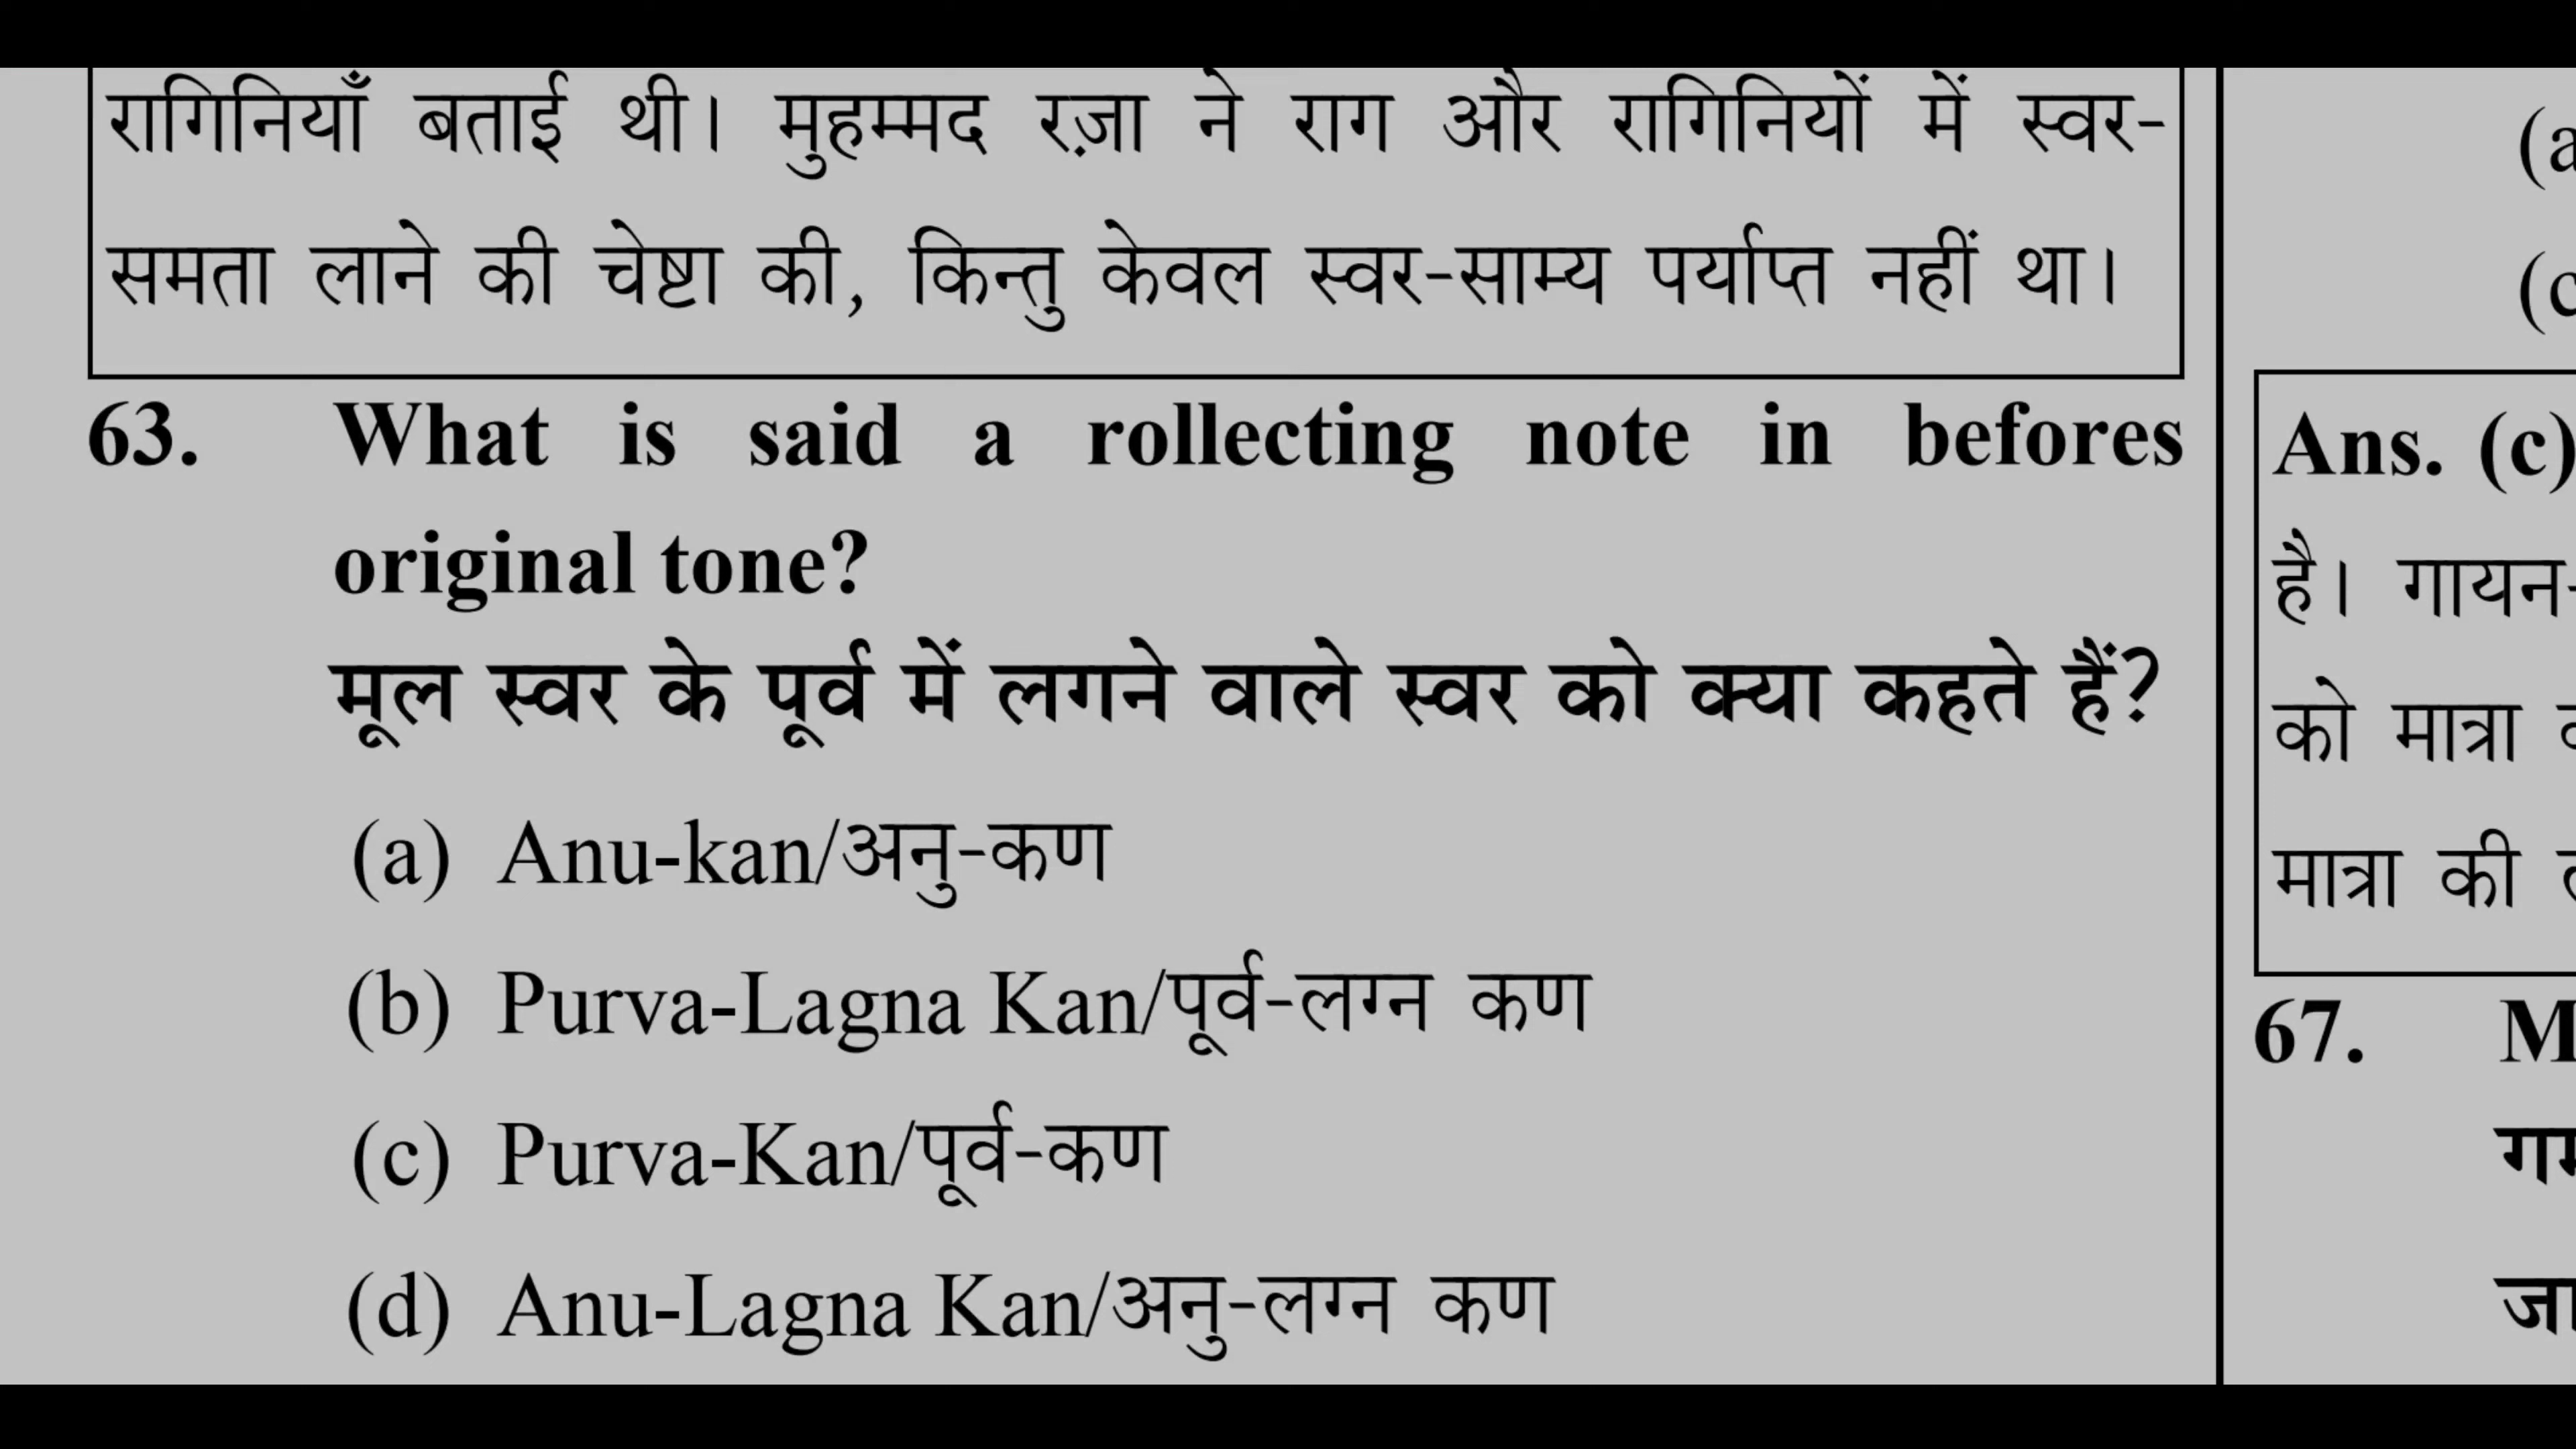 रागिनियाँ बताई थी। मुहम्मद रज़ा ने राग और रागिनियों में स्वर-
समता लाने की चेष्टा की, किन्तु केवल स्वर-साम्य पर्याप्त नहीं था।
63. What is said a rollecting note in befores
original tone?
मूल स्वर के पूर्व में लगने वाले स्वर को क्या कहते हैं?
(a) Anu-kan/अनु-कण
(b) Purva-Lagna Kan/पूर्व-लग्न कण
(c) Purva-Kan/पूर्व-कण
(d) Anu-Lagna Kan/अनु-लग्न कण
(a
(c
Ans. (c)
है। गायन-
को मात्रा
मात्रा की
67. M
जा